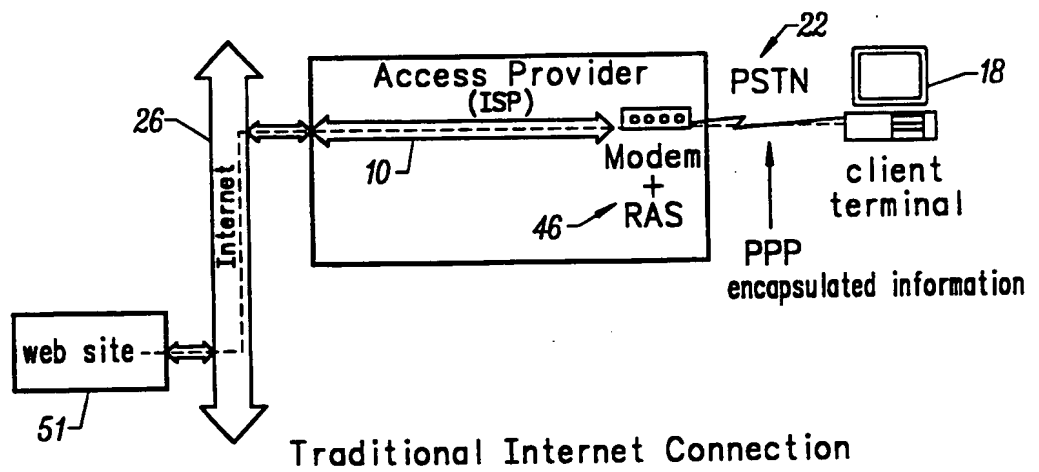 22
Access Provider
(ISP)
PSTN
18
26
10
Modem
+
RAS
46
client
terminal
Internet
PPP
encapsulated information
web site
51
Traditional Internet Connection